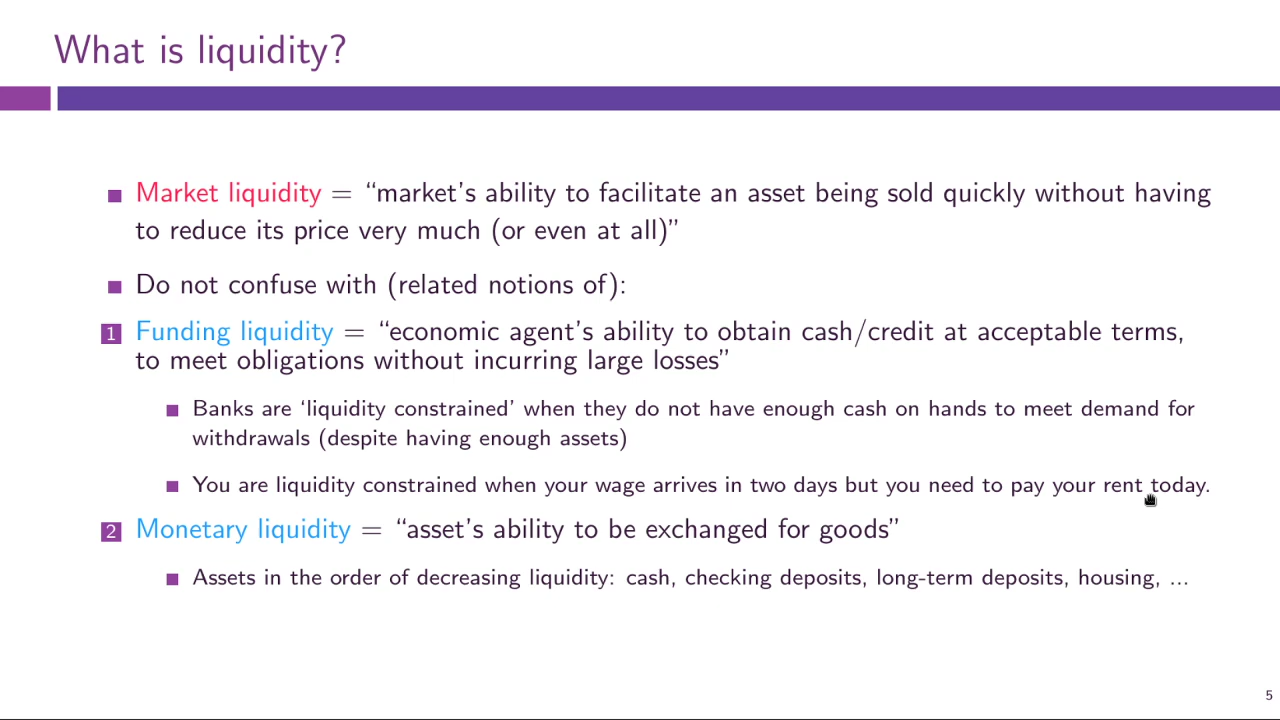 What is liquidity?
Market liquidity = “market’s ability to facilitate an asset being sold quickly without having
to reduce its price very much (or even at all)”
Do not confuse with (related notions of):
1 Funding liquidity = “economic agent’s ability to obtain cash/credit at acceptable terms,
to meet obligations without incurring large losses”
Banks are ‘liquidity constrained’ when they do not have enough cash on hands to meet demand for
withdrawals (despite having enough assets)
You are liquidity constrained when your wage arrives in two days but you need to pay your rent today.
2 Monetary liquidity = “asset’s ability to be exchanged for goods”
Assets in the order of decreasing liquidity: cash, checking deposits, long-term deposits, housing, ...
5